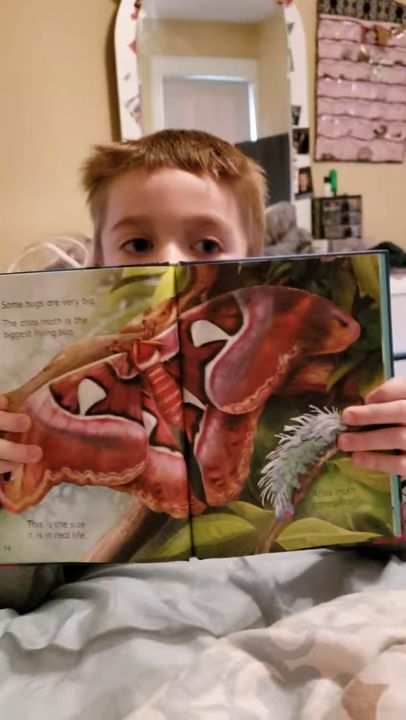 Some bugs are very big.
The atlas moth is the
biggest flying bug.
This is the size
it is in real life.
16
Atlas moth
caterpillar